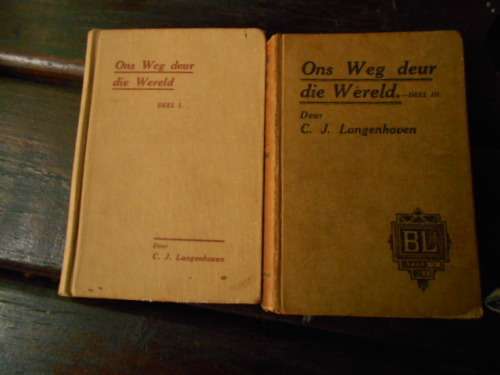 Ons Weg deur
die Wereld
DEEL I.
Deur
C. J. Langenhoven
Ons Weg deur
die Wereld.—DEEL III.
Deur
C. J. Langenhoven
BL